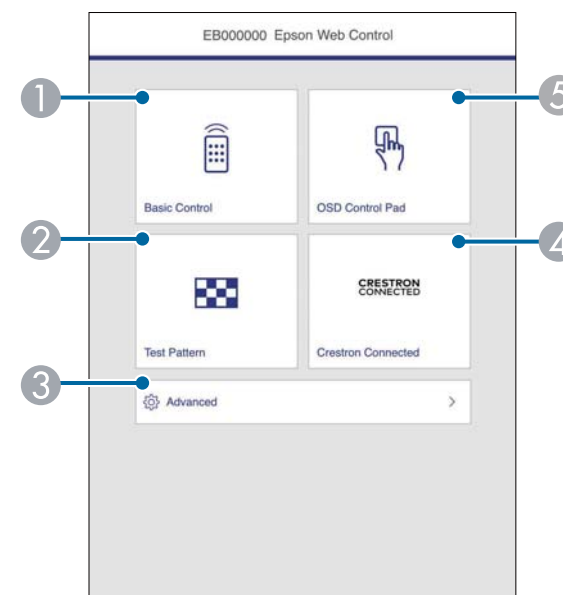 EB000000 Epson Web Control
1
5
Basic Control
OSD Control Pad
2
4
CRESTRON
CONNECTED
Test Pattern
Crestron Connected
3
Advanced